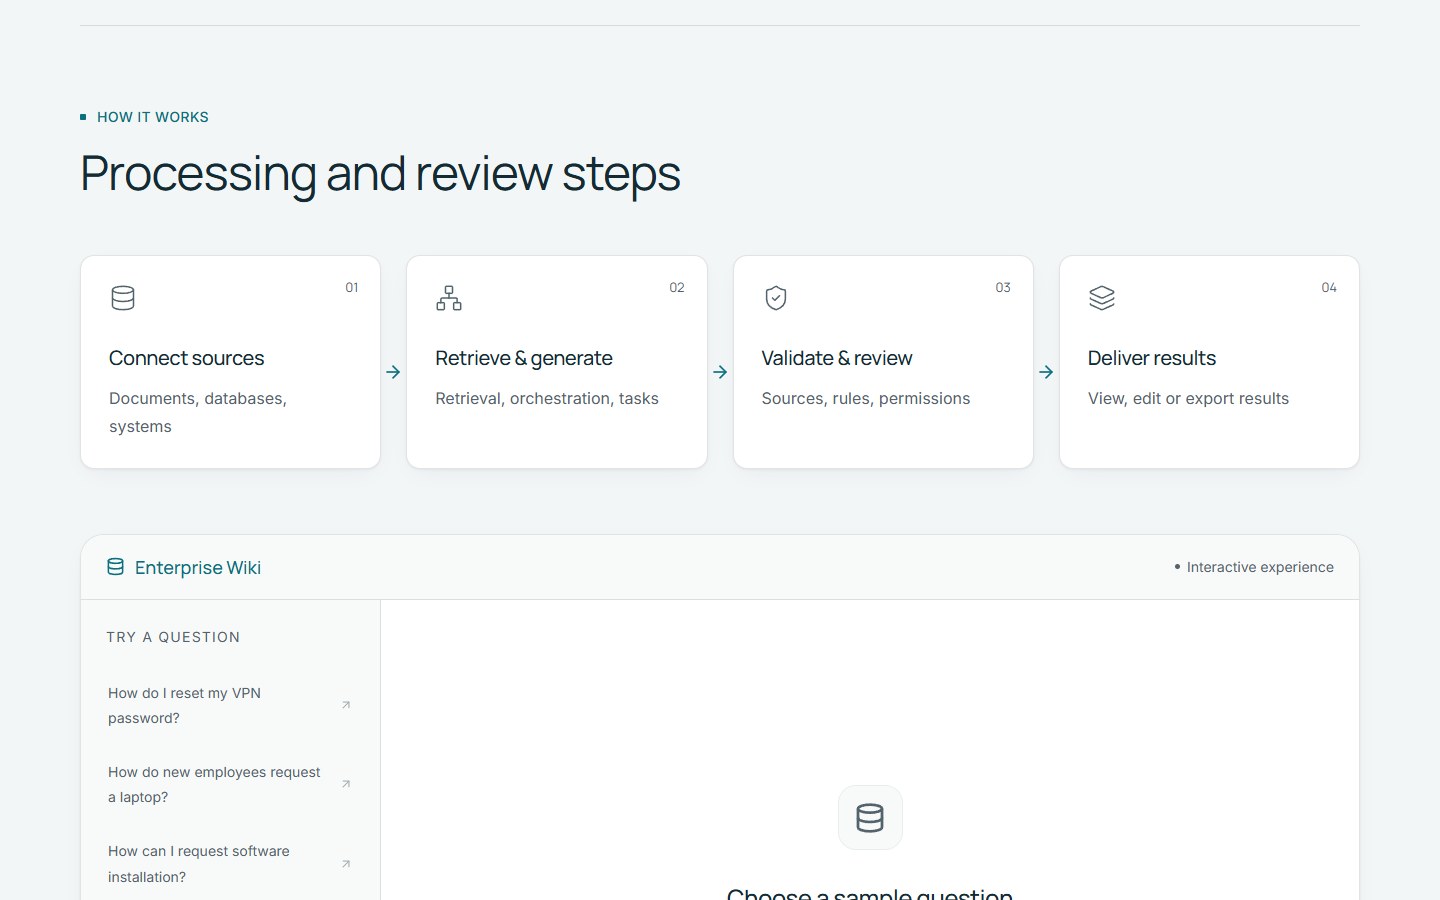 HOW IT WORKS
Processing and review steps
01
Connect sources
Documents, databases,
systems
02
Retrieve & generate
Retrieval, orchestration, tasks
03
Validate & review
Sources, rules, permissions
04
Deliver results
View, edit or export results
Enterprise Wiki
Interactive experience
TRY A QUESTION
How do I reset my VPN
password?
How do new employees request
a laptop?
How can I request software
installation?
Choose a sample question